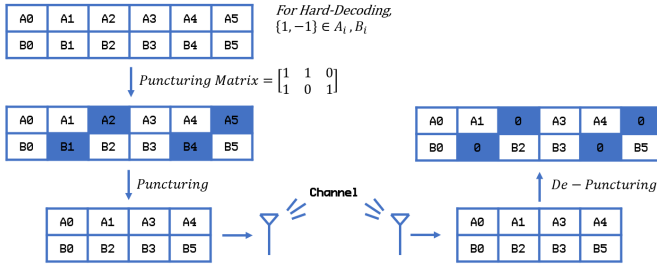 A0 A1 A2 A3 A4 A5
B0 B1 B2 B3 B4 B5
For Hard-Decoding,
{1, −1} ∈ A_i, B_i
Puncturing Matrix = [1 1 0
1 0 1]
A0 A1 A2 A3 A4 A5
B0 B1 B2 B3 B4 B5
Puncturing
A0 A1 A3 A4
B0 B2 B3 B5
Channel
A0 A1 A3 A4
B0 B2 B3 B5
De − Puncturing
A0 A1 0 A3 A4 0
B0 0 B2 B3 0 B5